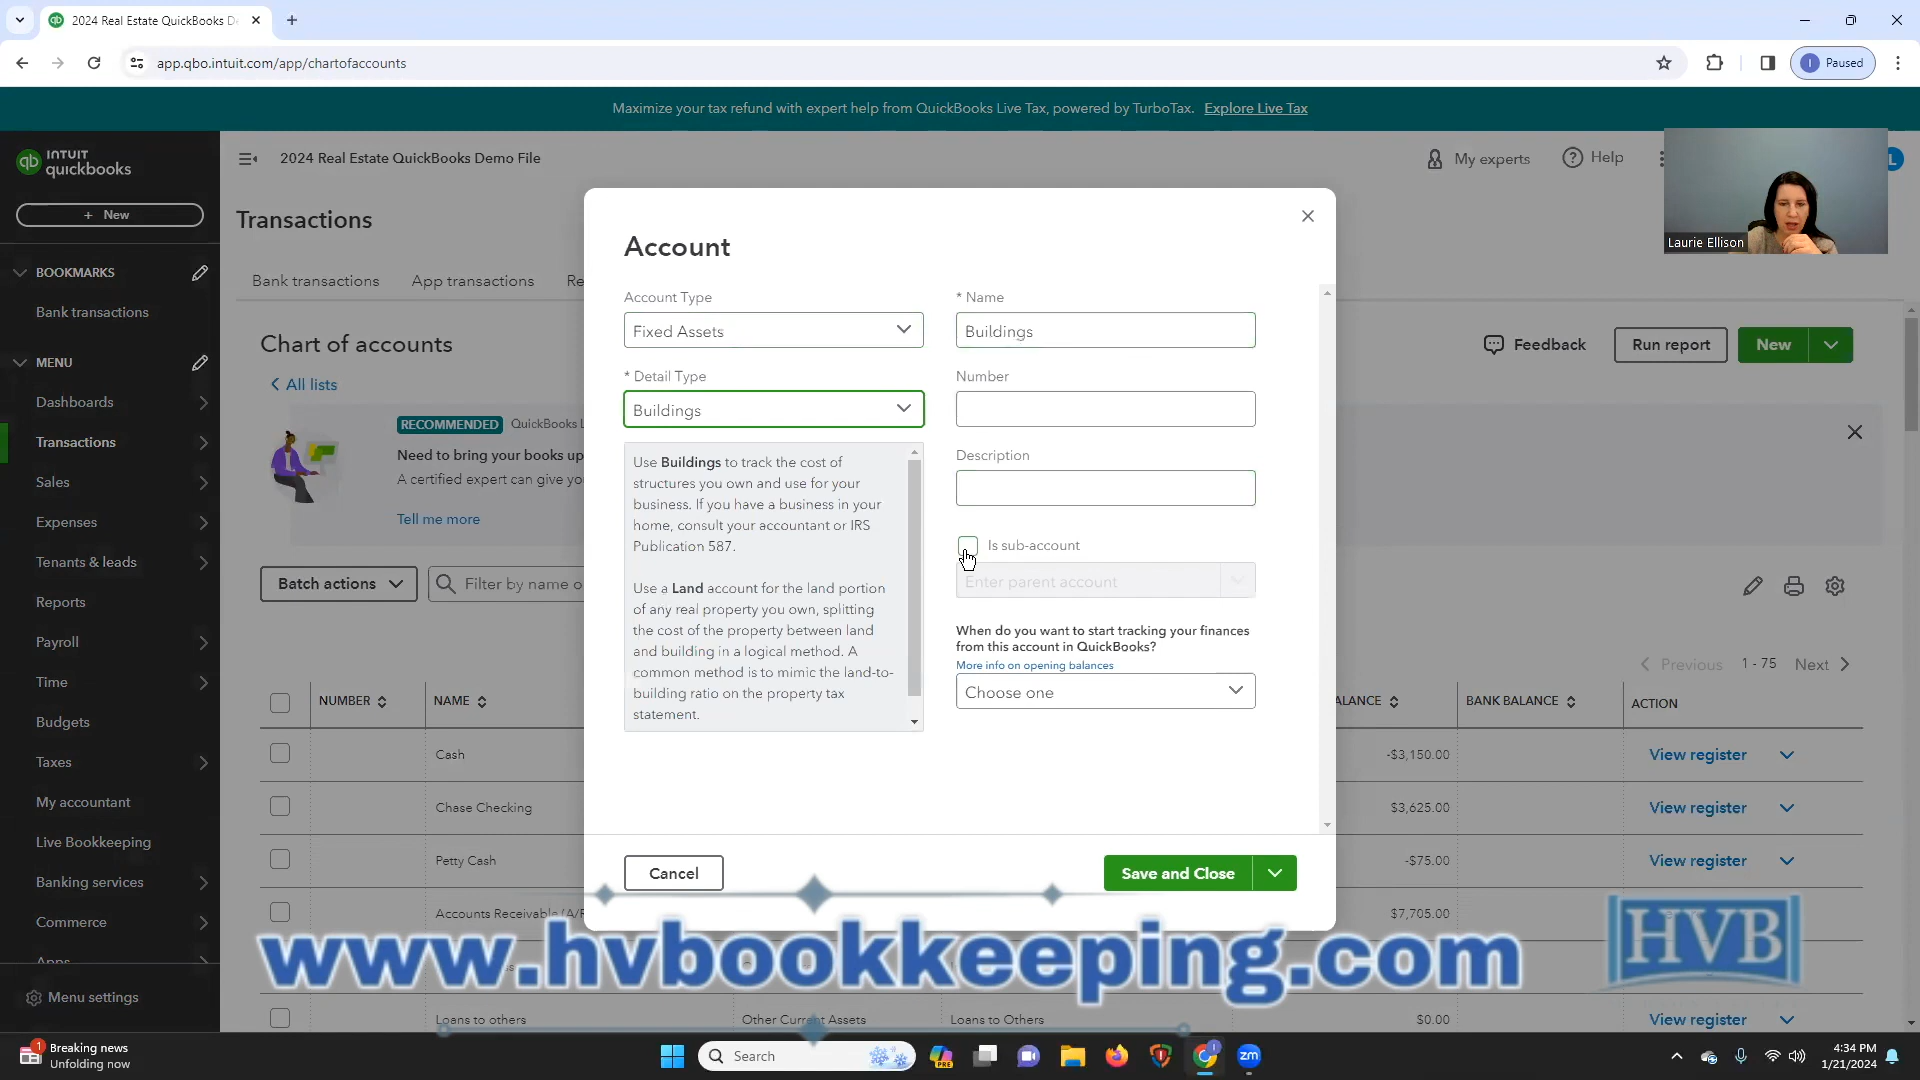 2024 Real Estate QuickBooks D
app.qbo.intuit.com/app/chartofaccounts
Paused
Maximize your tax refund with expert help from QuickBooks Live Tax, powered by TurboTax. Explore Live Tax
INTUIT
quickbooks
2024 Real Estate QuickBooks Demo File
My experts
Help
L
Laurie Ellison
+ New
Transactions
BOOKMARKS
Bank transactions
MENU
Dashboards
Transactions
Sales
Expenses
Tenants & leads
Reports
Payroll
Time
Budgets
Taxes
My accountant
Live Bookkeeping
Banking services
Commerce
Apps
Menu settings
Bank transactions
App transactions
Re
Chart of accounts
All lists
Feedback
Run report
New
RECOMMENDED
QuickBooks L
Need to bring your books up
A certified expert can give yo
Tell me more
Batch actions
Filter by name o
Previous 1 - 75 Next
NUMBER
NAME
ALANCE
BANK BALANCE
ACTION
Cash
-$3,150.00
View register
Chase Checking
$3,625.00
View register
Petty Cash
-$75.00
View register
Accounts Receivable (A/R
$7,705.00
Loans to others
Other Current Assets
Loans to Others
$0.00
View register
Account
Account Type
Fixed Assets
* Name
Buildings
* Detail Type
Buildings
Number
Use Buildings to track the cost of
structures you own and use for your
business. If you have a business in your
home, consult your accountant or IRS
Publication 587.
Use a Land account for the land portion
of any real property you own, splitting
the cost of the property between land
and building in a logical method. A
common method is to mimic the land-to-
building ratio on the property tax
statement.
Description
Is sub-account
Enter parent account
When do you want to start tracking your finances
from this account in QuickBooks?
More info on opening balances
Choose one
Cancel
Save and Close
www.hvbookkeeping.com
HVB
1
Breaking news
Unfolding now
Search
PRE
zm
4:34 PM
1/21/2024